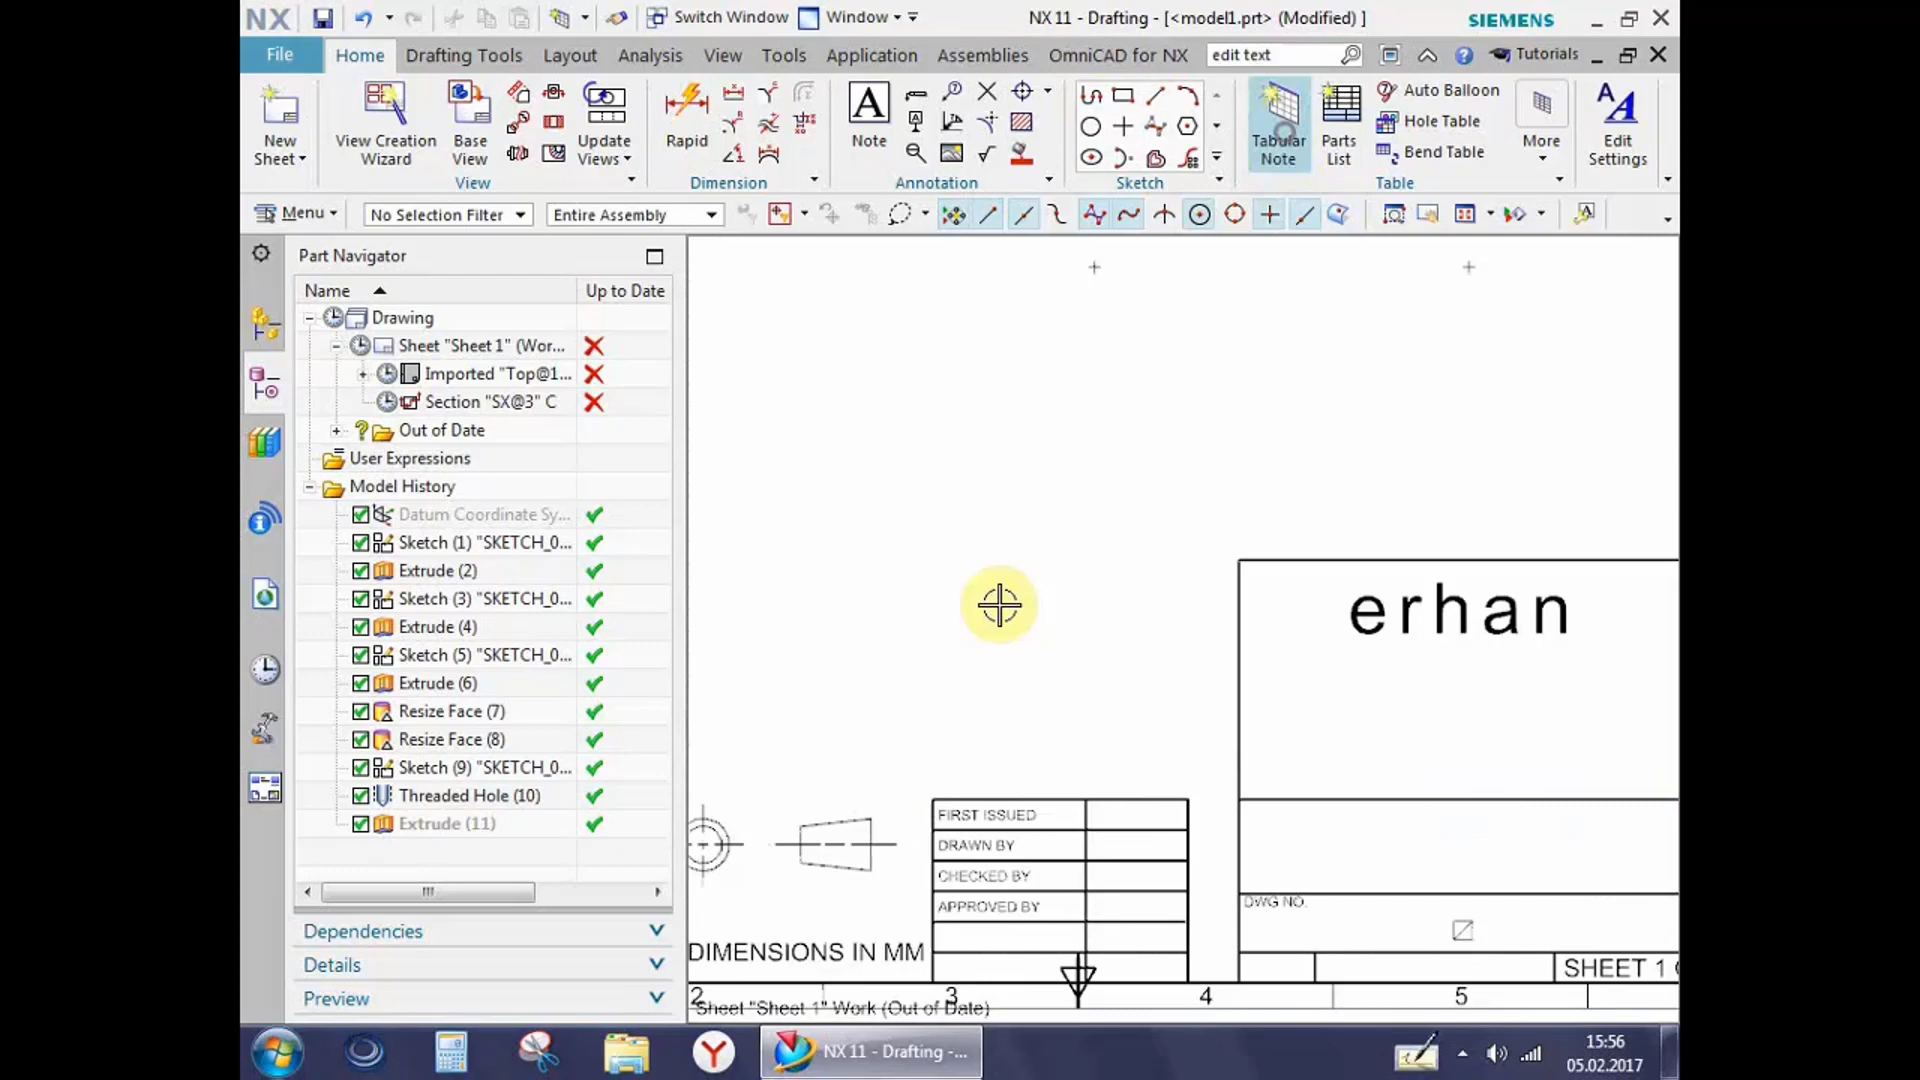 NX
Switch Window
Window
NX 11 - Drafting - [<model1.prt> (Modified) ]
SIEMENS
File
Home
Drafting Tools
Layout
Analysis
View
Tools
Application
Assemblies
OmniCAD for NX
edit text
Tutorials
New
Sheet
View Creation
Wizard
Base
View
Update
Views
View
Rapid
Dimension
A
Note
Annotation
Sketch
Tabular
Note
Parts
List
Auto Balloon
Hole Table
Bend Table
More
Table
Edit
Settings
Menu
No Selection Filter
Entire Assembly
Part Navigator
Name
Up to Date
Drawing
Sheet "Sheet 1" (Wor...
Imported "Top@1...
Section "SX@3" C
Out of Date
User Expressions
Model History
Datum Coordinate Sy...
Sketch (1) "SKETCH_0...
Extrude (2)
Sketch (3) "SKETCH_0...
Extrude (4)
Sketch (5) "SKETCH_0...
Extrude (6)
Resize Face (7)
Resize Face (8)
Sketch (9) "SKETCH_0...
Threaded Hole (10)
Extrude (11)
Dependencies
Details
Preview
erhan
FIRST ISSUED
DRAWN BY
CHECKED BY
APPROVED BY
DWG NO.
DIMENSIONS IN MM
SHEET 1
2
3
4
5
Sheet "Sheet 1" Work (Out of Date)
NX 11 - Drafting -...
15:56
05.02.2017